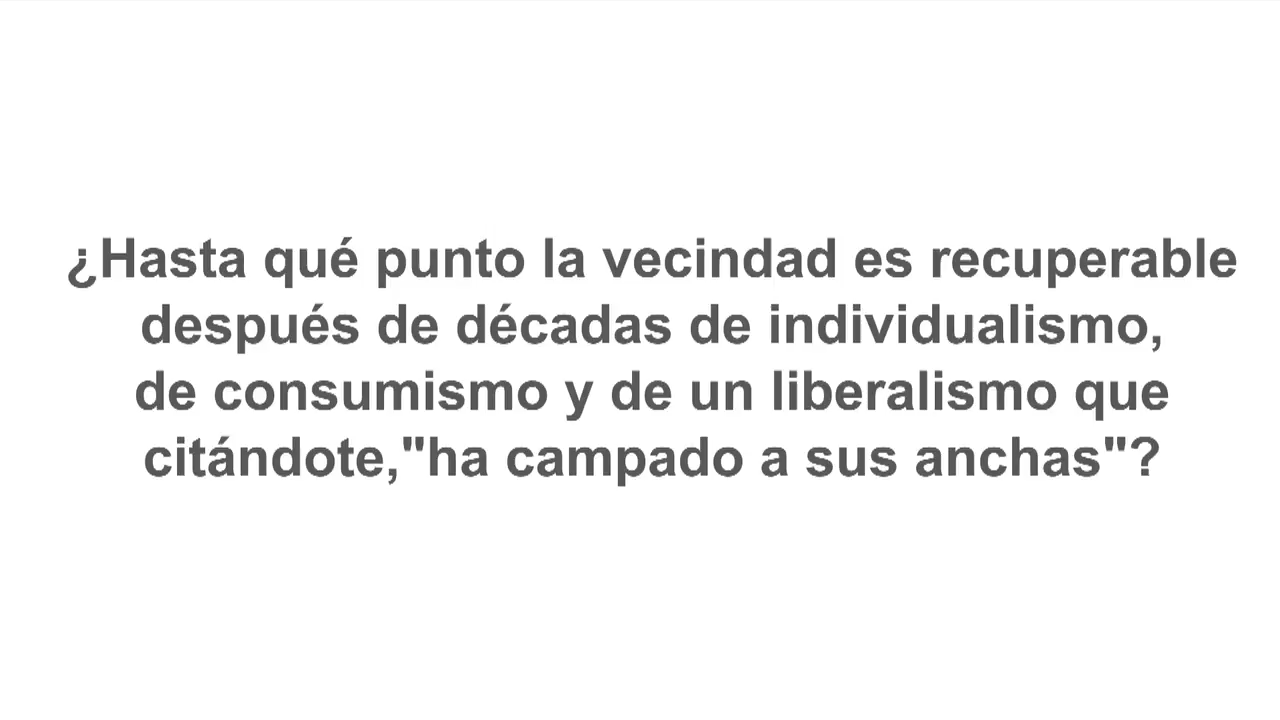 ¿Hasta qué punto la vecindad es recuperable
después de décadas de individualismo,
de consumismo y de un liberalismo que
citándote,"ha campado a sus anchas"?